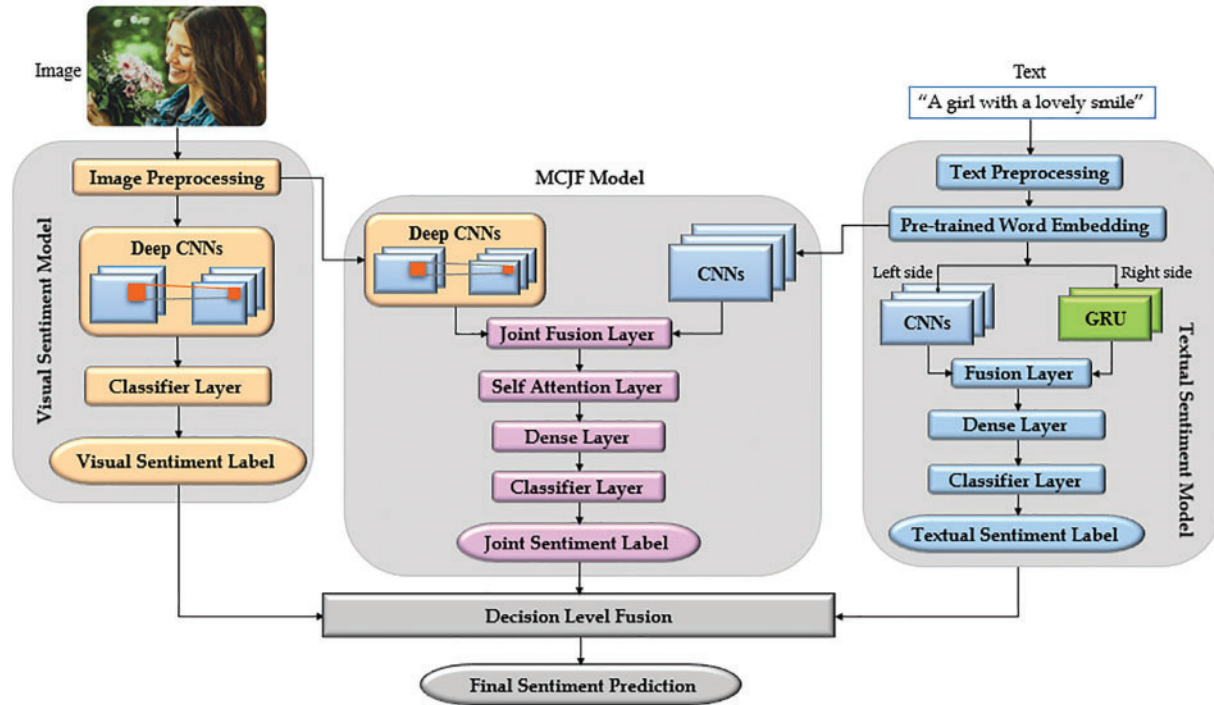 Image
Text
“A girl with a lovely smile”
Visual Sentiment Model
Image Preprocessing
Deep CNNs
Classifier Layer
Visual Sentiment Label
MCJF Model
Deep CNNs
CNNs
Joint Fusion Layer
Self Attention Layer
Dense Layer
Classifier Layer
Joint Sentiment Label
Text Preprocessing
Pre-trained Word Embedding
Left side
Right side
CNNs
GRU
Fusion Layer
Dense Layer
Classifier Layer
Textual Sentiment Label
Textual Sentiment Model
Decision Level Fusion
Final Sentiment Prediction